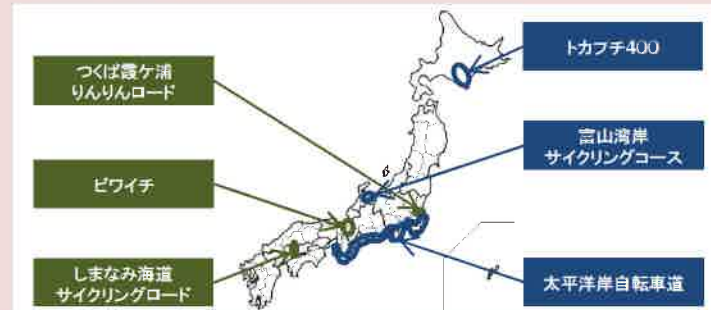 つくば霞ケ浦
りんりんロード
ビワイチ
しまなみ海道
サイクリングロード
トカプチ400
富山湾岸
サイクリングコース
太平洋岸自転車道